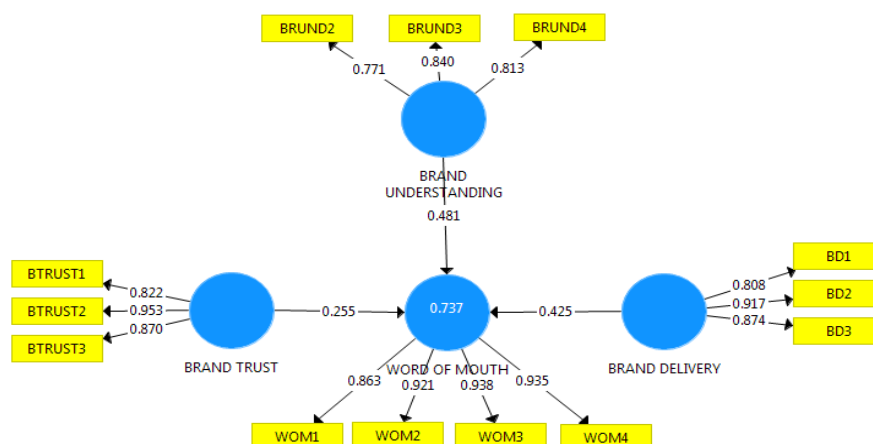 BRUND2
BRUND3
BRUND4
0.771
0.840
0.813
BRAND
UNDERSTANDING
0.481
BTRUST1
BTRUST2
BTRUST3
0.822
0.953
0.870
BRAND TRUST
0.255
0.737
WORD OF MOUTH
0.425
BRAND DELIVERY
0.808
0.917
0.874
BD1
BD2
BD3
0.863
0.921
0.938
0.935
WOM1
WOM2
WOM3
WOM4